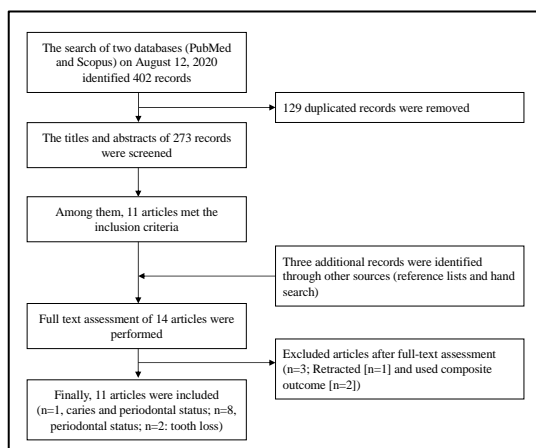 The search of two databases (PubMed
and Scopus) on August 12, 2020
identified 402 records
129 duplicated records were removed
The titles and abstracts of 273 records
were screened
Among them, 11 articles met the
inclusion criteria
Three additional records were identified
through other sources (reference lists and hand
search)
Full text assessment of 14 articles were
performed
Excluded articles after full-text assessment
(n=3; Retracted [n=1] and used composite
outcome [n=2])
Finally, 11 articles were included
(n=1, caries and periodontal status; n=8,
periodontal status; n=2: tooth loss)